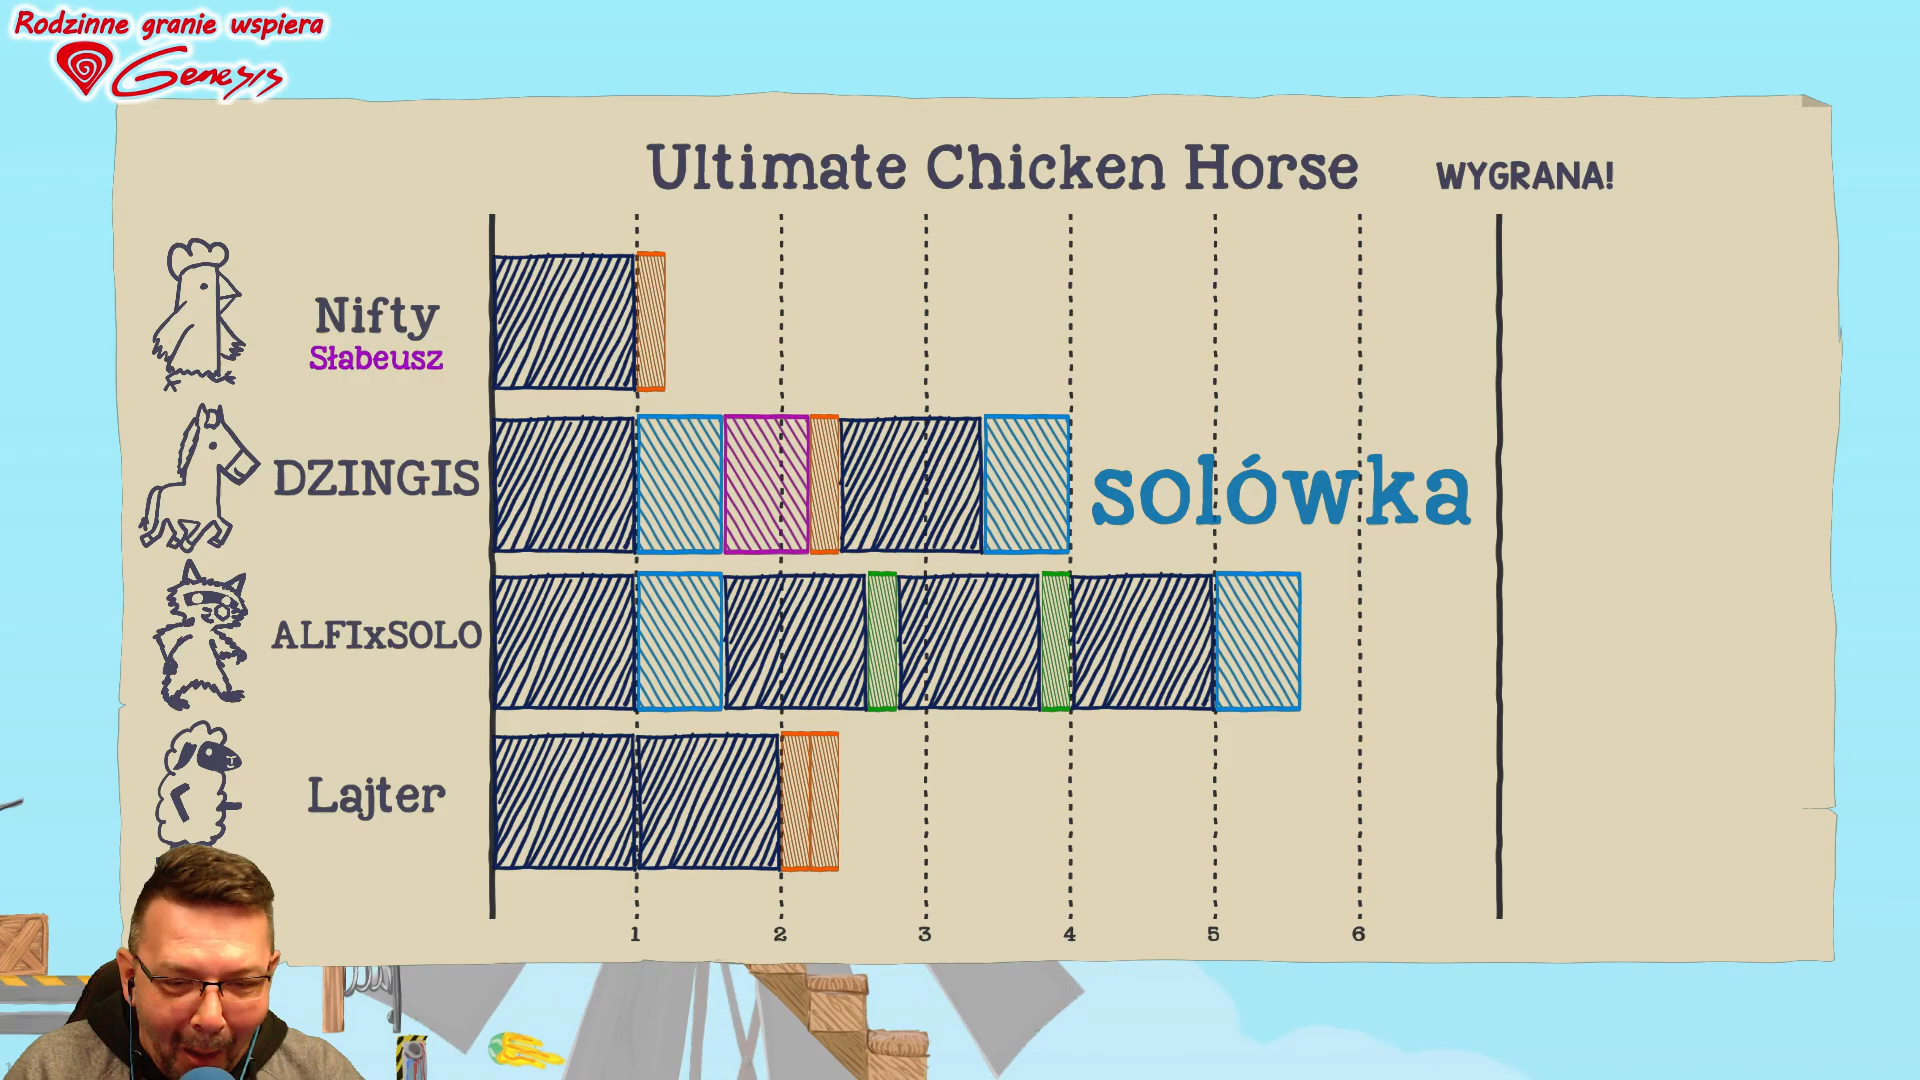 Rodzinne granie wspiera
Genesis
Ultimate Chicken Horse
WYGRANA!
Nifty
Słabeusz
DZINGIS
solówka
ALFIxSOLO
Lajter
1 2 3 4 5 6